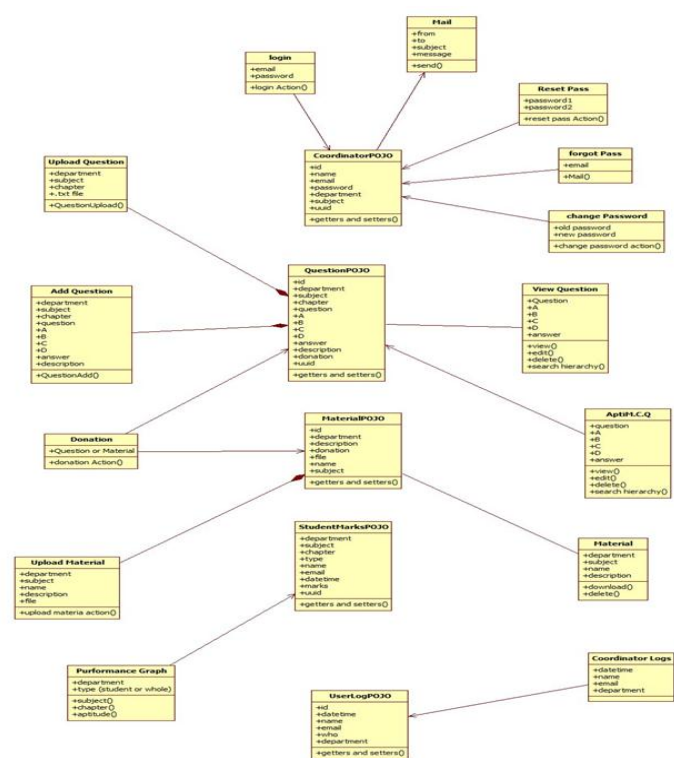 Mail
+from
+to
+subject
+message
+send()
login
+email
+password
+login Action()
Reset Pass
+password1
+password2
+reset pass Action()
CoordinatorPOJO
+id
+name
+email
+password
+department
+subject
+uuid
+getters and setters()
forgot Pass
+email
+Mail()
Upload Question
+department
+subject
+chapter
+.txt file
+QuestionUpload()
change Password
+old password
+new password
+change password action()
QuestionPOJO
+id
+department
+subject
+chapter
+question
+A
+B
+C
+D
+answer
+description
+donation
+uuid
+getters and setters()
Add Question
+department
+subject
+chapter
+question
+A
+B
+C
+D
+answer
+description
+QuestionAdd()
View Question
+Question
+A
+B
+C
+D
+answer
+view()
+edit()
+delete()
+search hierarchy()
AptiM.C.Q
+question
+A
+B
+C
+D
+answer
+view()
+edit()
+delete()
+search hierarchy()
Donation
+Question or Material
+donation Action()
MaterialPOJO
+id
+department
+description
+donation
+file
+name
+subject
+getters and setters()
StudentMarksPOJO
+department
+subject
+chapter
+type
+name
+email
+datetime
+marks
+uuid
+getters and setters()
Material
+department
+subject
+name
+description
+download()
+delete()
Upload Material
+department
+subject
+name
+description
+file
+upload materia action()
Purformance Graph
+department
+type (student or whole)
+subject()
+chapter()
+aptitude()
Coordinator Logs
+datetime
+name
+email
+department
UserLogPOJO
+id
+datetime
+name
+email
+who
+department
+getters and setters()